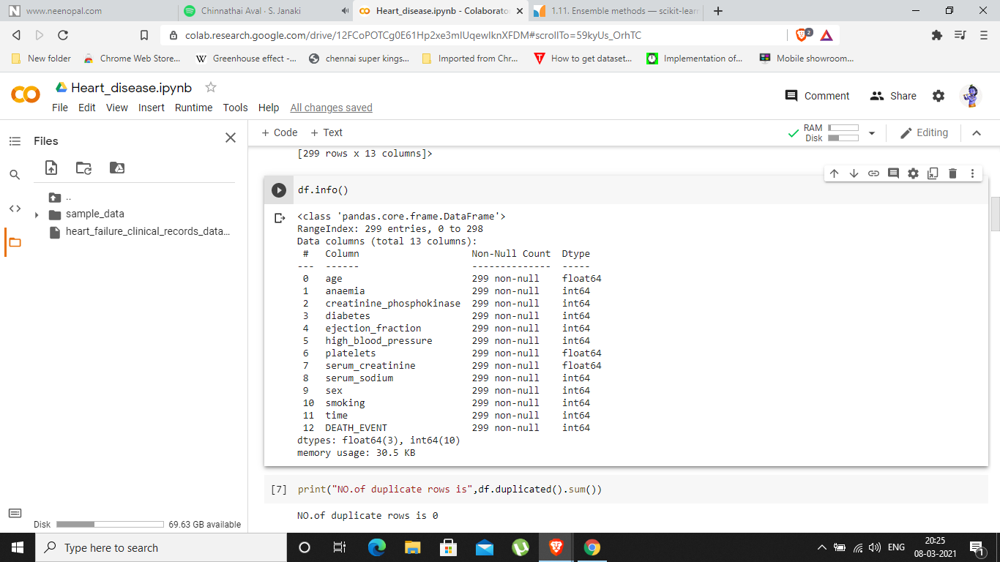 www.neenopal.com
Chinnathai Aval · S. Janaki
Heart_disease.ipynb - Colaborato
1.11. Ensemble methods — scikit-lear
colab.research.google.com/drive/12FCoPOTCg0E61Hp2xe3mIUqewIknXFDM#scrollTo=59kyUs_OrhTC
2
New folder
Chrome Web Store...
Greenhouse effect -...
chennai super kings...
Imported from Chr...
How to get dataset...
Implementation of...
Mobile showroom...
Heart_disease.ipynb
File Edit View Insert Runtime Tools Help All changes saved
Comment
Share
Files
+ Code + Text
RAM
Disk
Editing
..
sample_data
heart_failure_clinical_records_data...
[299 rows x 13 columns]>
df.info()
<class 'pandas.core.frame.DataFrame'>
RangeIndex: 299 entries, 0 to 298
Data columns (total 13 columns):
 #   Column                    Non-Null Count  Dtype
---  ------                    --------------  -----
 0   age                       299 non-null    float64
 1   anaemia                   299 non-null    int64
 2   creatinine_phosphokinase  299 non-null    int64
 3   diabetes                  299 non-null    int64
 4   ejection_fraction         299 non-null    int64
 5   high_blood_pressure       299 non-null    int64
 6   platelets                 299 non-null    float64
 7   serum_creatinine          299 non-null    float64
 8   serum_sodium              299 non-null    int64
 9   sex                       299 non-null    int64
 10  smoking                   299 non-null    int64
 11  time                      299 non-null    int64
 12  DEATH_EVENT               299 non-null    int64
dtypes: float64(3), int64(10)
memory usage: 30.5 KB
[7] print("NO.of duplicate rows is",df.duplicated().sum())
NO.of duplicate rows is 0
Disk 69.63 GB available
Type here to search
ENG
20:25
08-03-2021
1